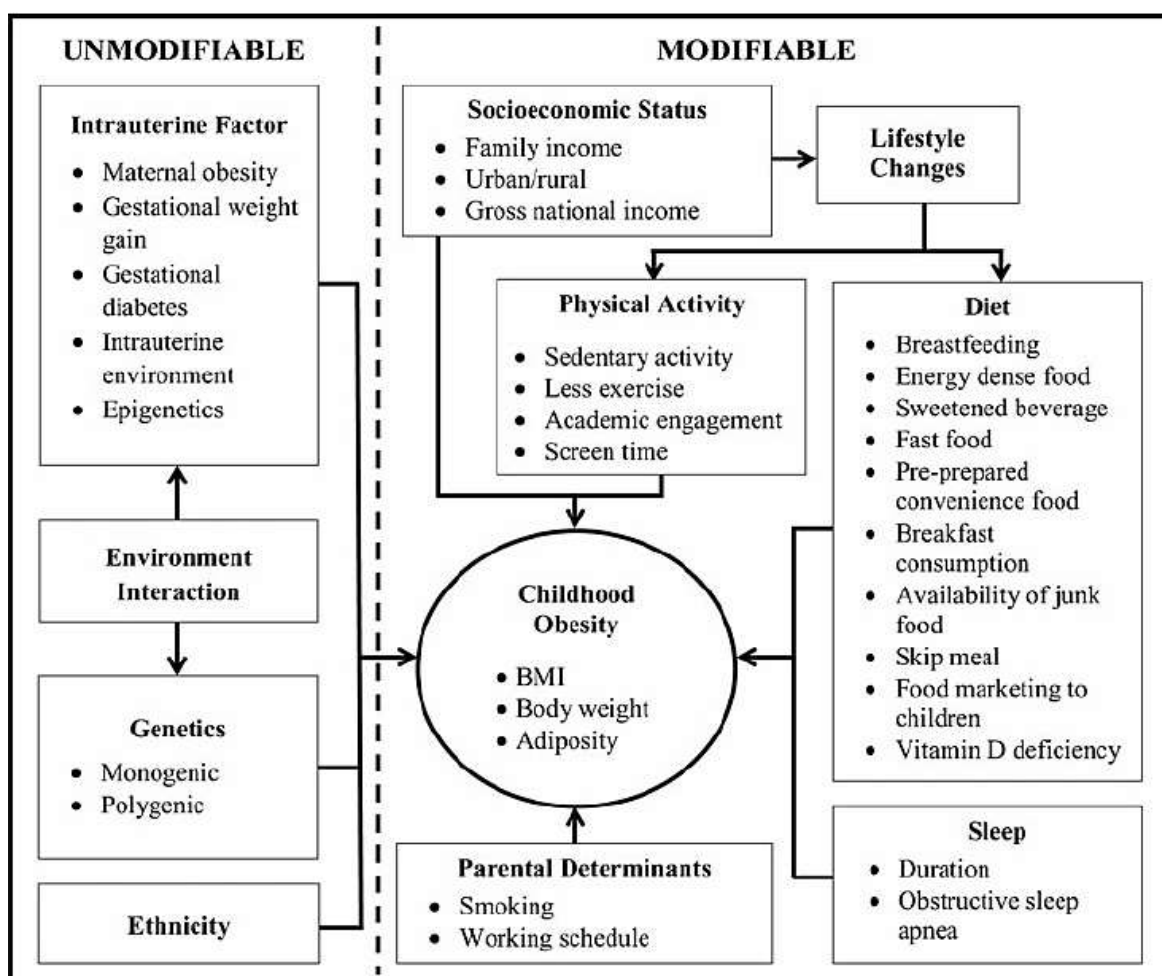 UNMODIFIABLE
Intrauterine Factor
• Maternal obesity
• Gestational weight
gain
• Gestational
diabetes
• Intrauterine
environment
• Epigenetics
Environment
Interaction
Genetics
• Monogenic
• Polygenic
Ethnicity
MODIFIABLE
Socioeconomic Status
• Family income
• Urban/rural
• Gross national income
Lifestyle
Changes
Physical Activity
• Sedentary activity
• Less exercise
• Academic engagement
• Screen time
Diet
• Breastfeeding
• Energy dense food
• Sweetened beverage
• Fast food
• Pre-prepared
convenience food
• Breakfast
consumption
• Availability of junk
food
• Skip meal
• Food marketing to
children
• Vitamin D deficiency
Childhood
Obesity
• BMI
• Body weight
• Adiposity
Parental Determinants
• Smoking
• Working schedule
Sleep
• Duration
• Obstructive sleep
apnea